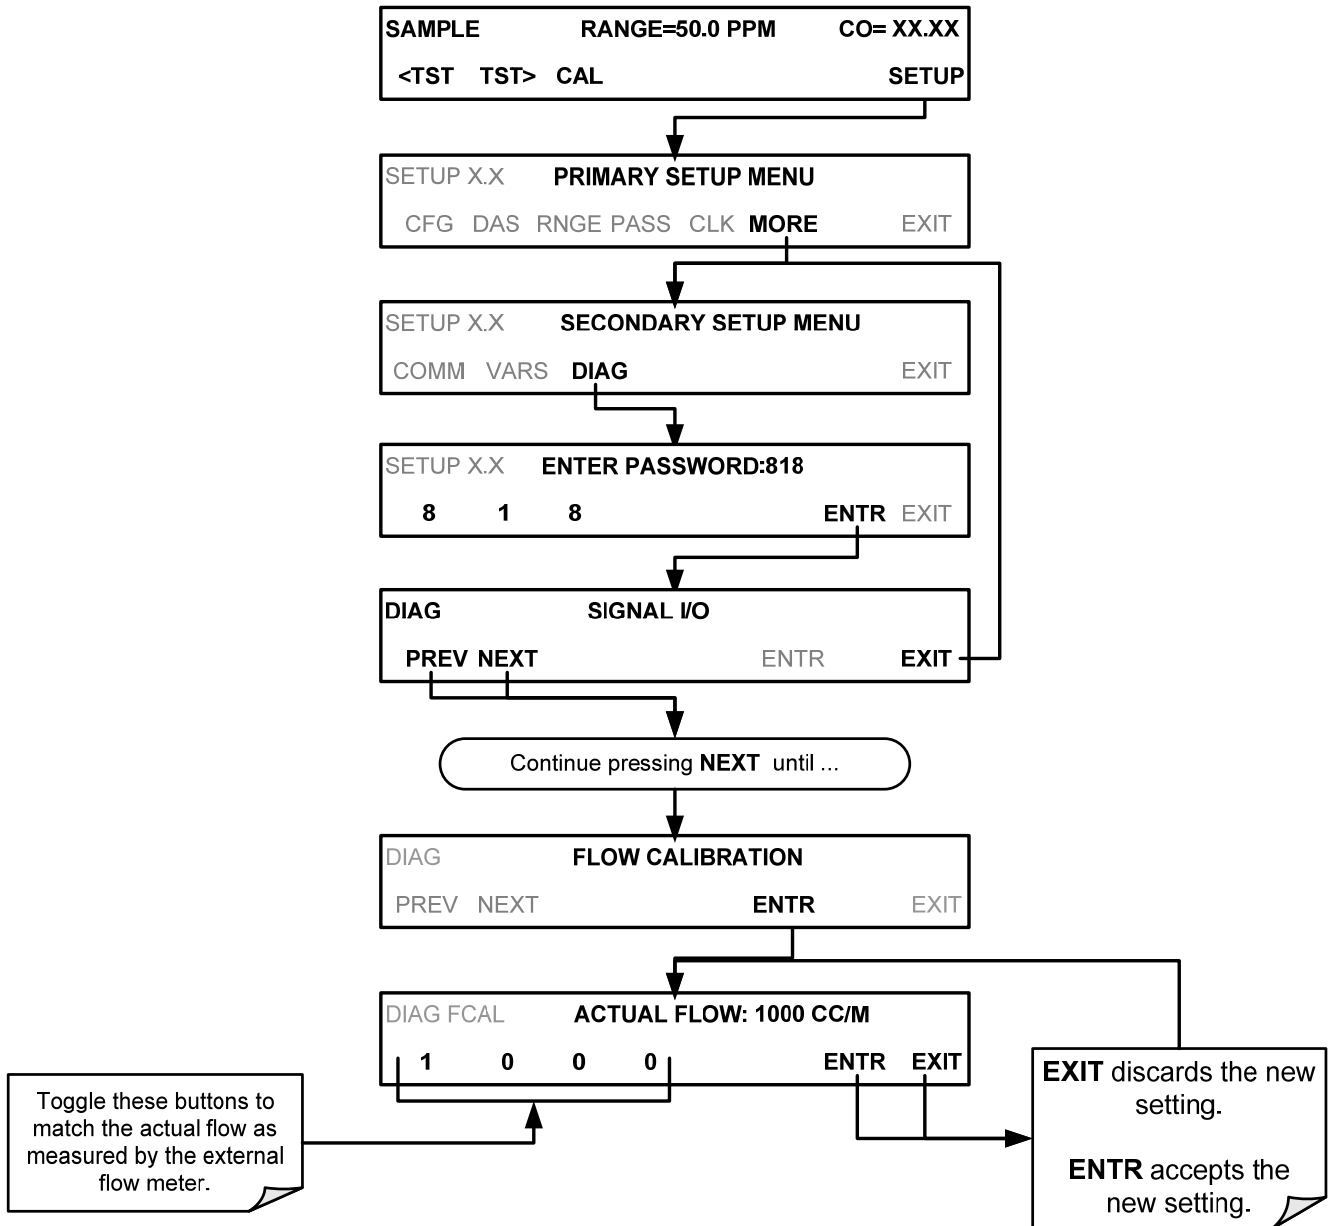 SAMPLE RANGE=50.0 PPM CO= XX.XX
<TST TST> CAL SETUP
SETUP X.X PRIMARY SETUP MENU
CFG DAS RNGE PASS CLK MORE EXIT
SETUP X.X SECONDARY SETUP MENU
COMM VARS DIAG EXIT
SETUP X.X ENTER PASSWORD:818
8 1 8 ENTR EXIT
DIAG SIGNAL I/O
PREV NEXT ENTR EXIT
Continue pressing NEXT until ...
DIAG FLOW CALIBRATION
PREV NEXT ENTR EXIT
DIAG FCAL ACTUAL FLOW: 1000 CC/M
1 0 0 0 ENTR EXIT
Toggle these buttons to
match the actual flow as
measured by the external
flow meter.
EXIT discards the new
setting.
ENTR accepts the
new setting.